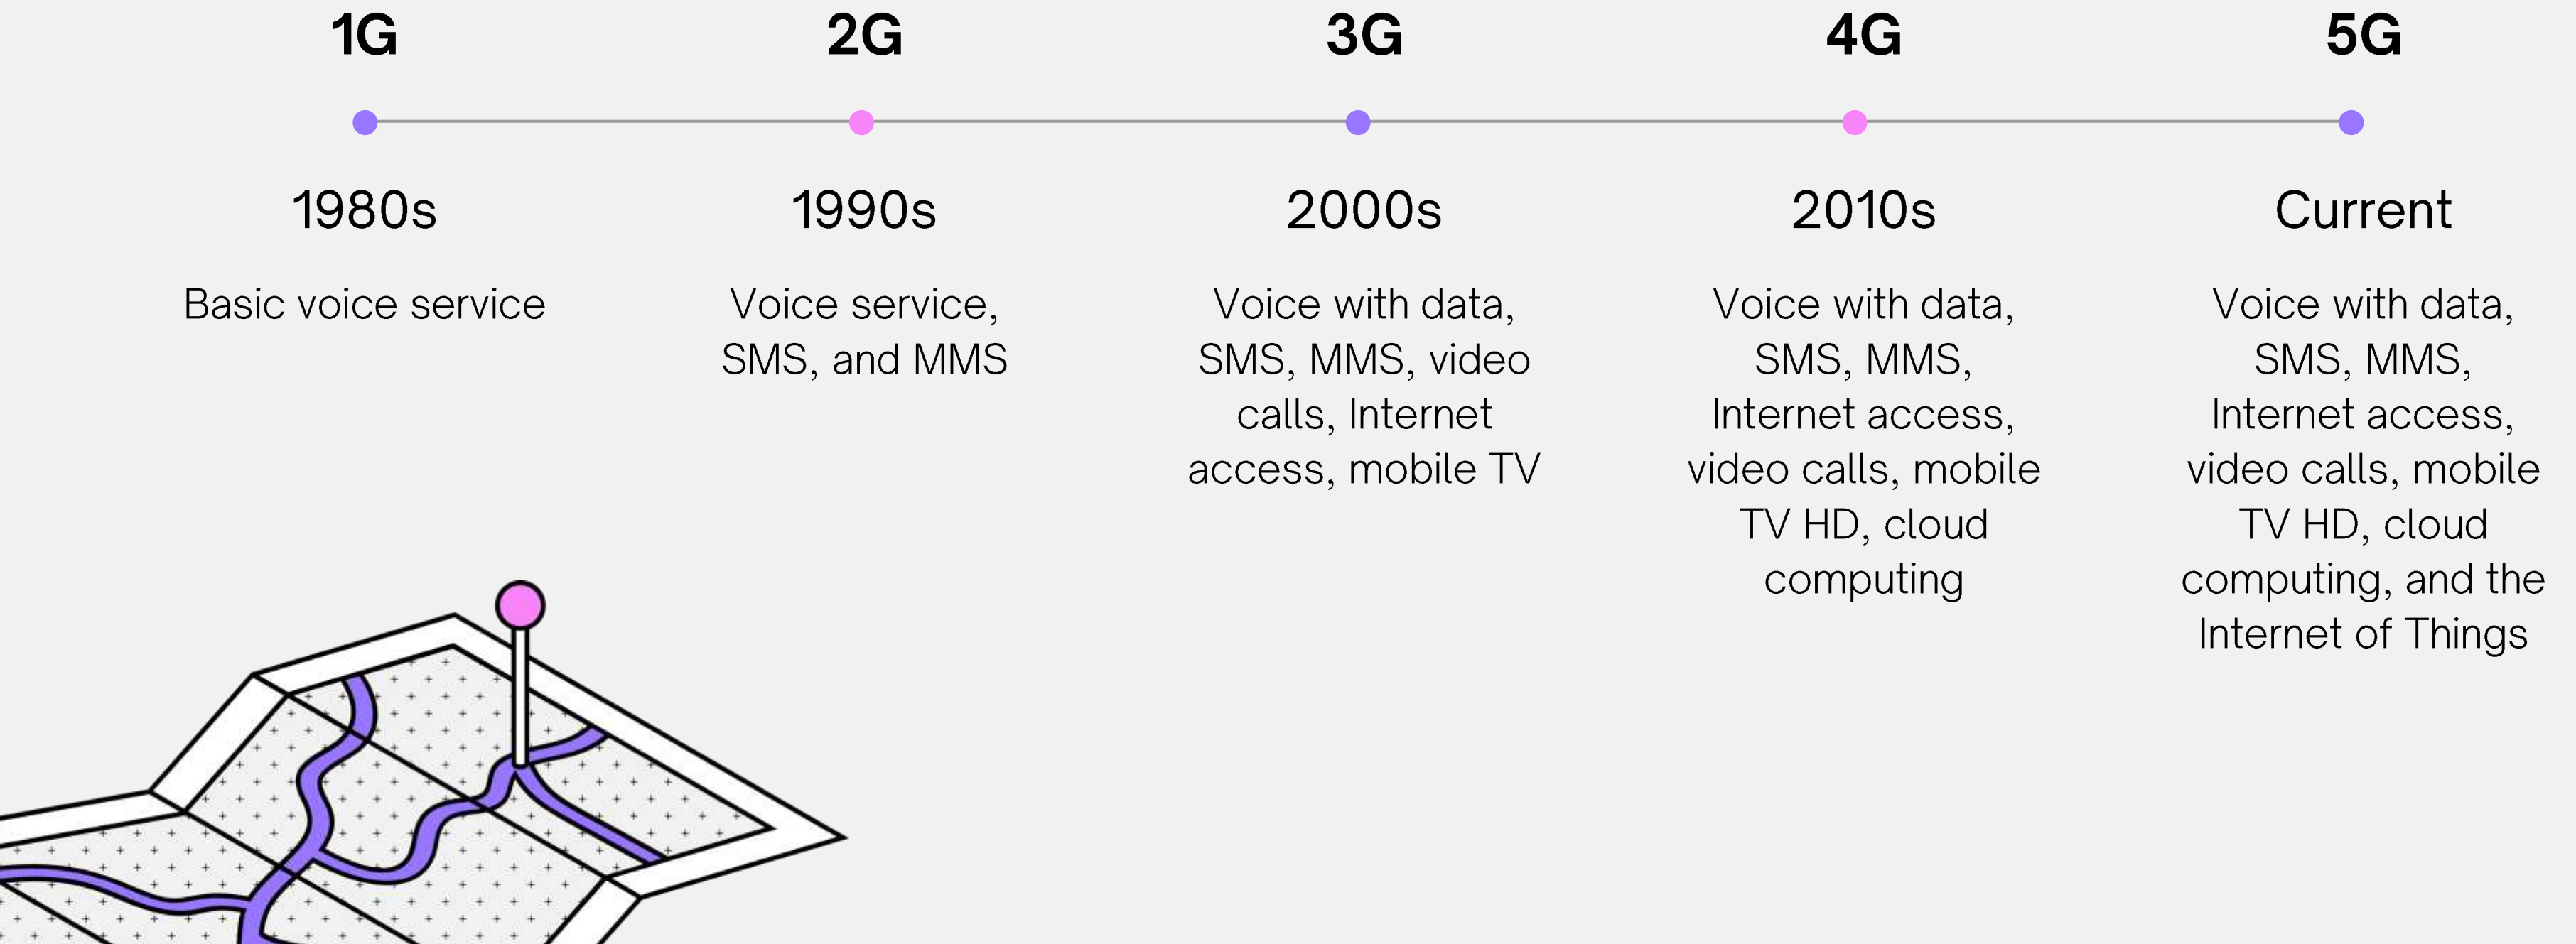 1G
2G
3G
4G
5G
1980s
1990s
2000s
2010s
Current
Basic voice service
Voice service,
SMS, and MMS
Voice with data,
SMS, MMS, video
calls, Internet
access, mobile TV
Voice with data,
SMS, MMS,
Internet access,
video calls, mobile
TV HD, cloud
computing
Voice with data,
SMS, MMS,
Internet access,
video calls, mobile
TV HD, cloud
computing, and the
Internet of Things